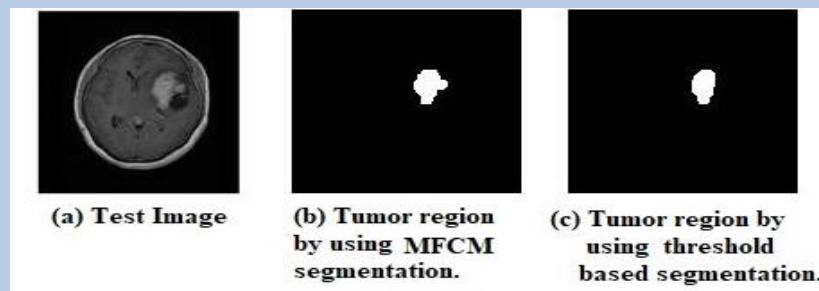 (a) Test Image
(b) Tumor region
by using MFCM
segmentation.
(c) Tumor region by
using threshold
based segmentation.